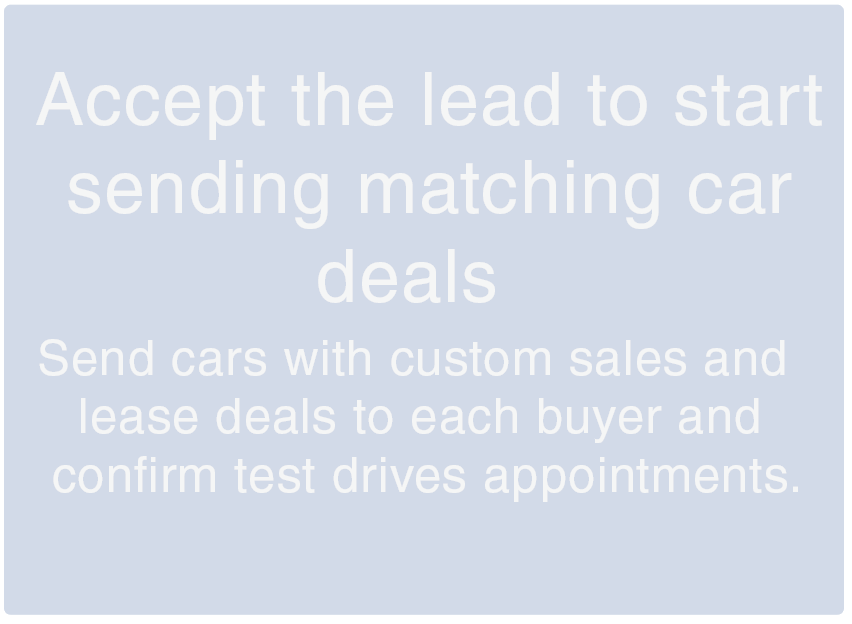 Accept the lead to start
sending matching car
deals
Send cars with custom sales and
lease deals to each buyer and
confirm test drives appointments.